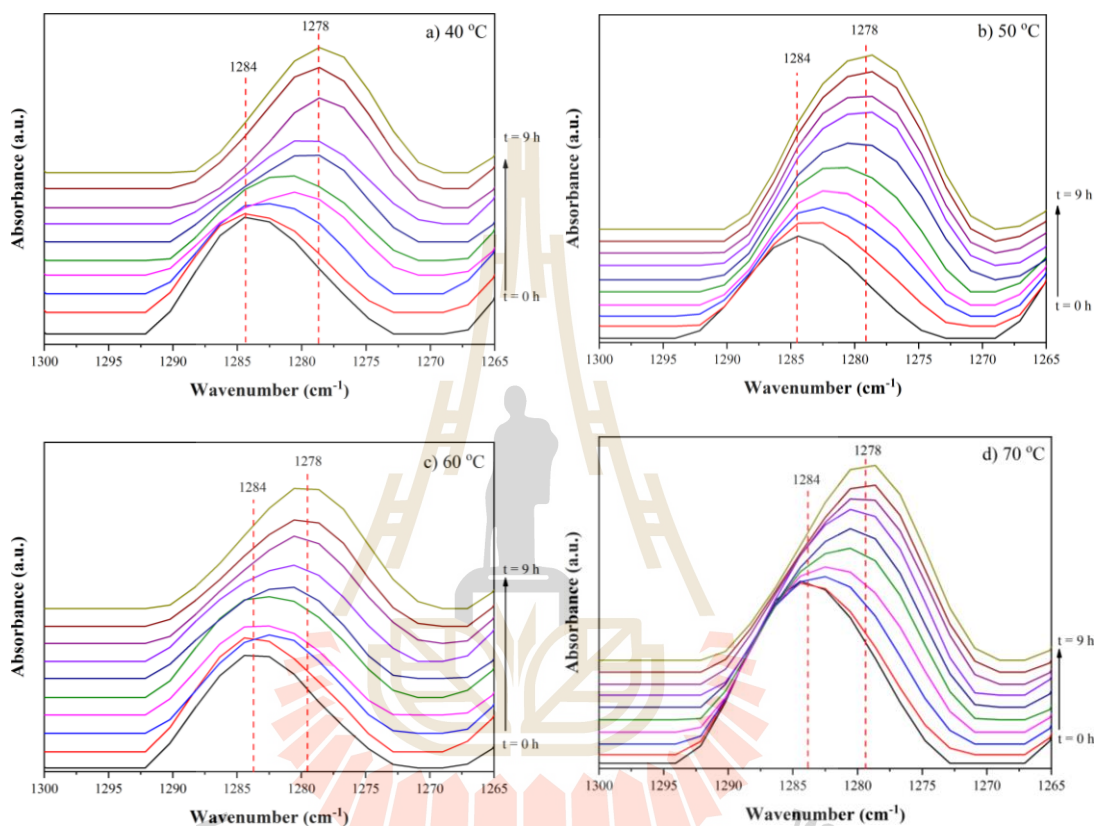 a) 40 °C
1278
1284
t = 9 h
t = 0 h
Absorbance (a.u.)
1300 1295 1290 1285 1280 1275 1270 1265
Wavenumber (cm⁻¹)
b) 50 °C
1278
1284
t = 9 h
t = 0 h
Absorbance (a.u.)
1300 1295 1290 1285 1280 1275 1270 1265
Wavenumber (cm⁻¹)
c) 60 °C
1278
1284
t = 9 h
t = 0 h
Absorbance (a.u.)
1300 1295 1290 1285 1280 1275 1270 1265
Wavenumber (cm⁻¹)
d) 70 °C
1278
1284
t = 9 h
t = 0 h
Absorbance (a.u.)
1300 1295 1290 1285 1280 1275 1270 1265
Wavenumber (cm⁻¹)